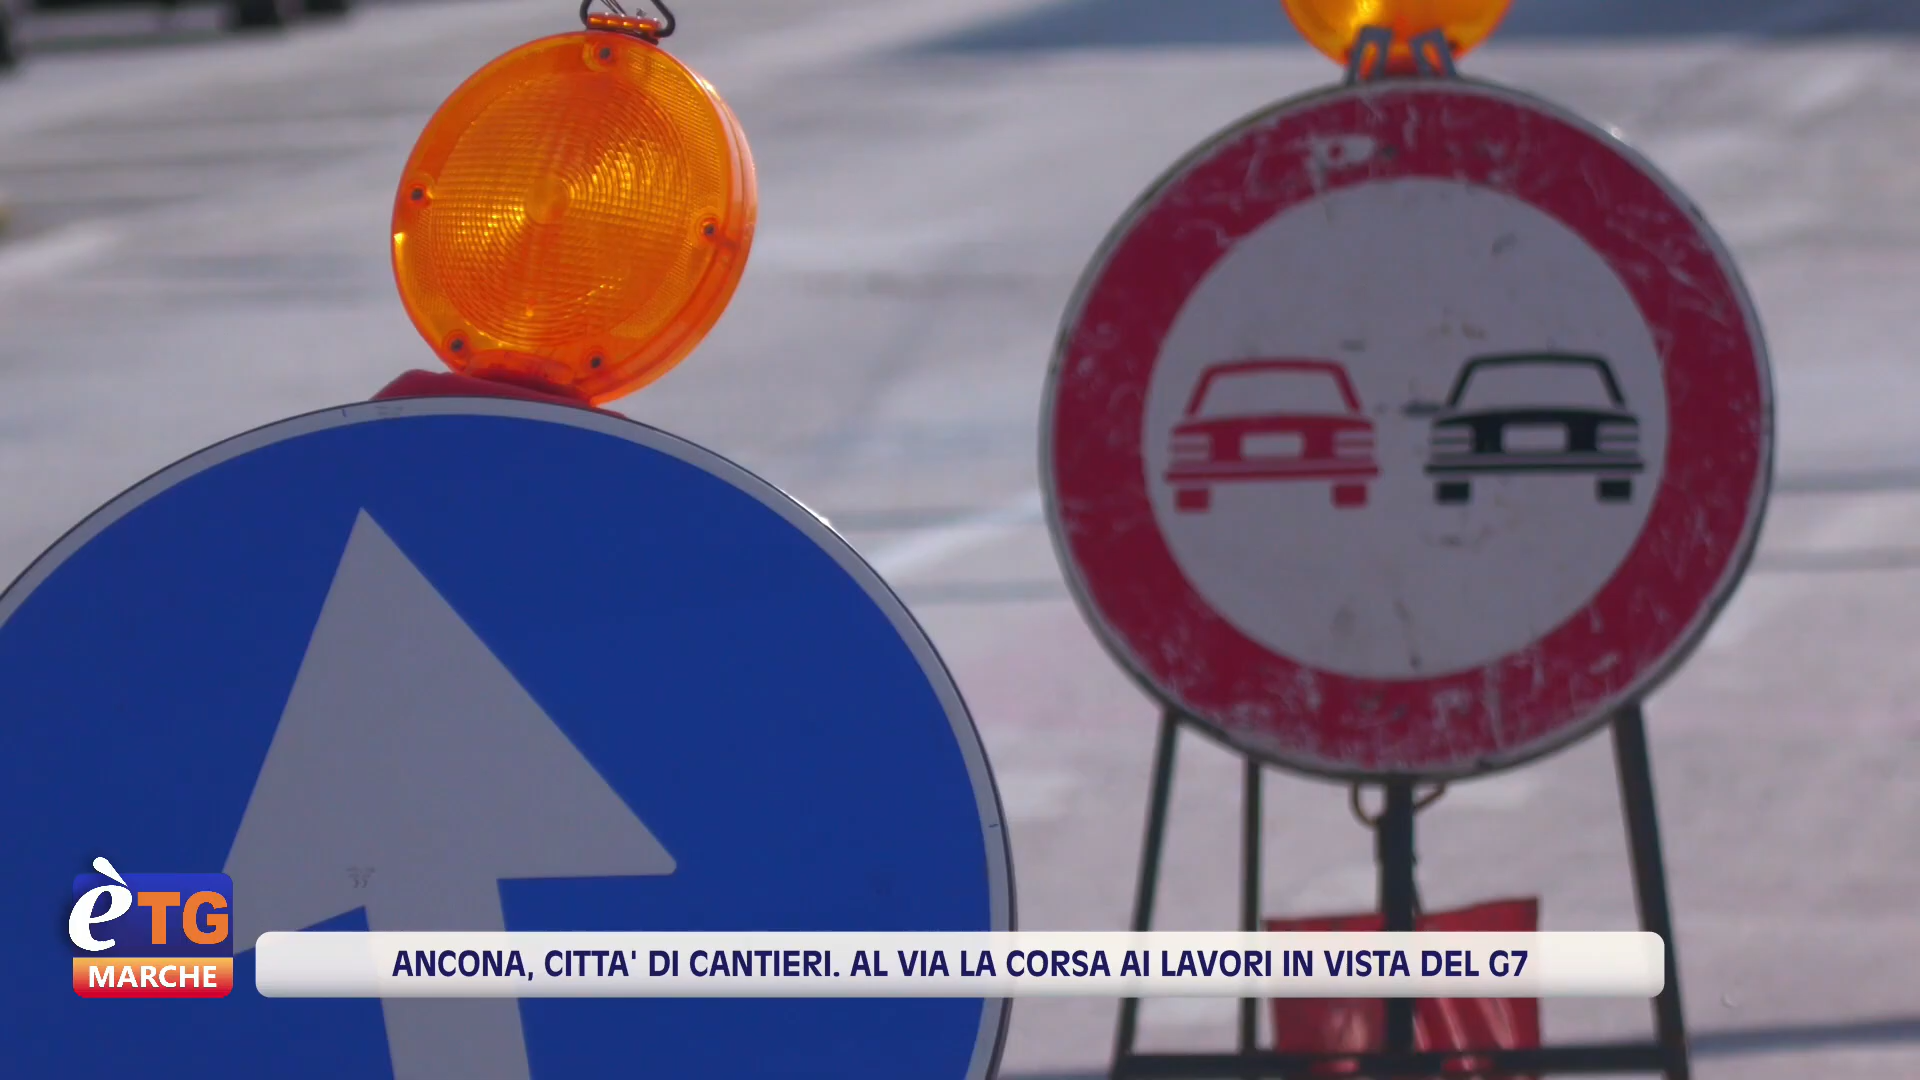 èTG
MARCHE
ANCONA, CITTA' DI CANTIERI. AL VIA LA CORSA AI LAVORI IN VISTA DEL G7